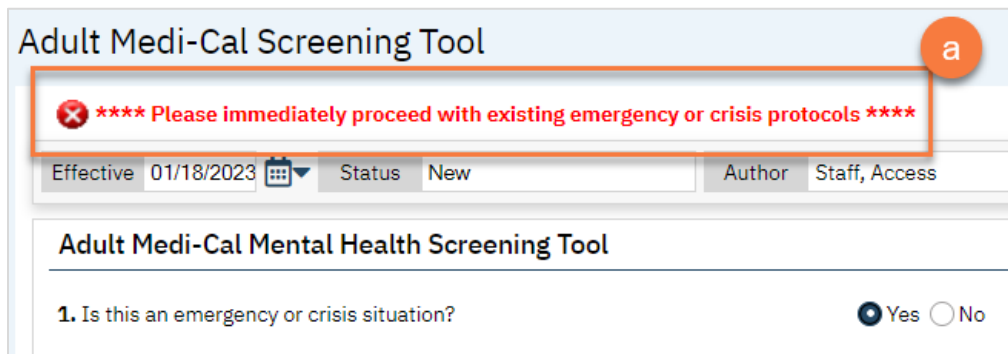 Adult Medi-Cal Screening Tool
a
**** Please immediately proceed with existing emergency or crisis protocols ****
Effective 01/18/2023 Status New Author Staff, Access
Adult Medi-Cal Mental Health Screening Tool
1. Is this an emergency or crisis situation? Yes No